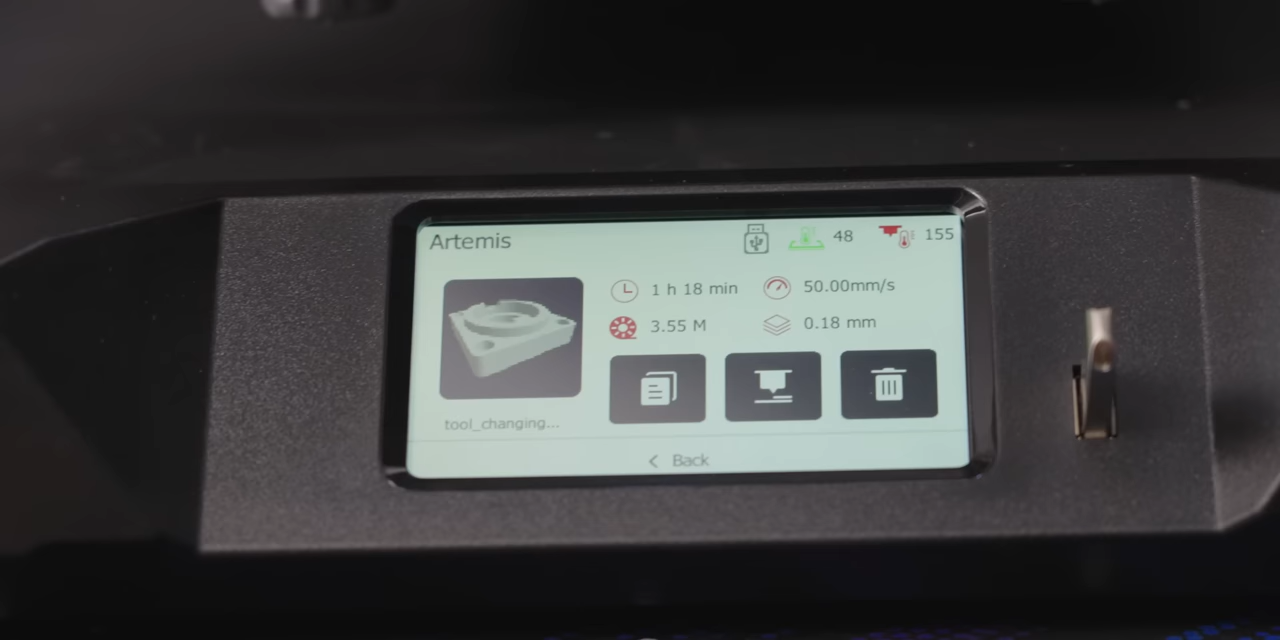 Artemis
48
155
1 h 18 min
50.00mm/s
3.55 M
0.18 mm
tool_changing...
< Back